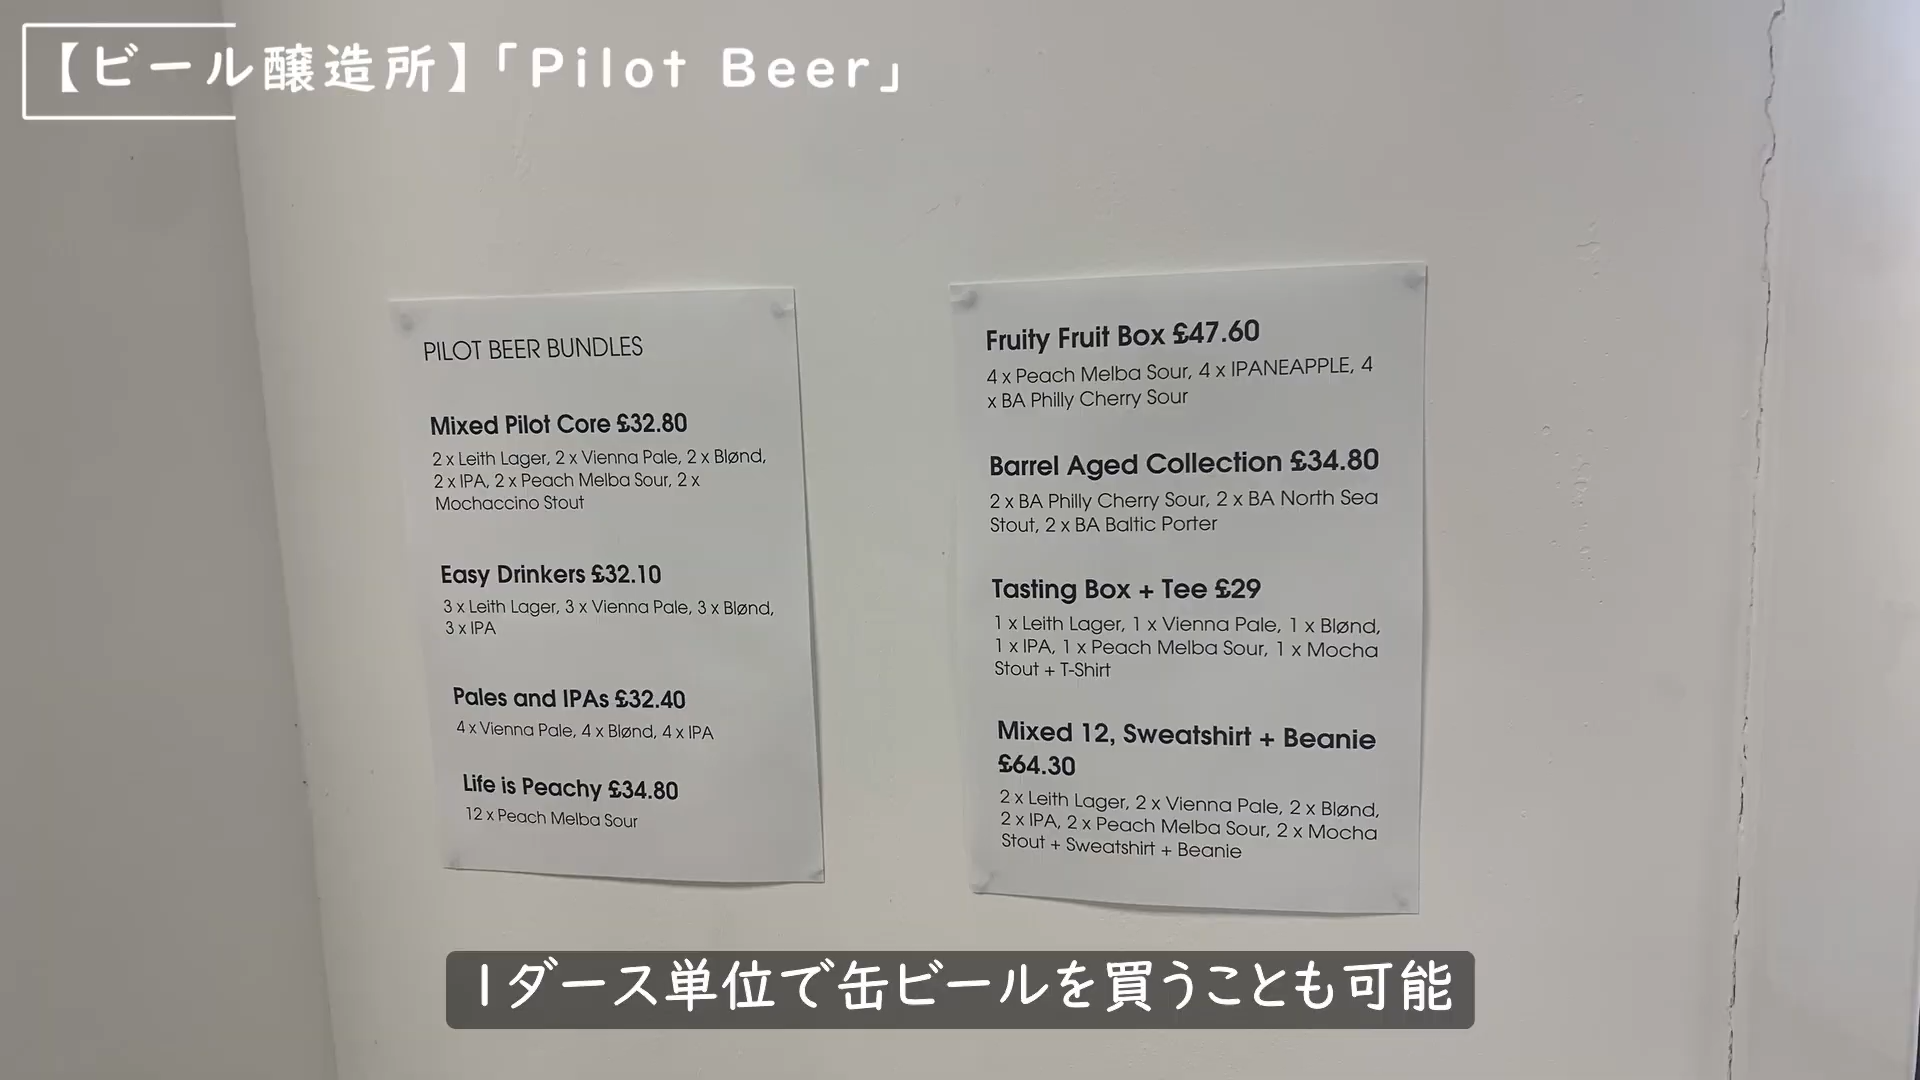 【ビール醸造所】「Pilot Beer」
PILOT BEER BUNDLES
Mixed Pilot Core £32.80
2 x Leith Lager, 2 x Vienna Pale, 2 x Blønd,
2 x IPA, 2 x Peach Melba Sour, 2 x
Mochaccino Stout
Easy Drinkers £32.10
3 x Leith Lager, 3 x Vienna Pale, 3 x Blønd,
3 x IPA
Pales and IPAs £32.40
4 x Vienna Pale, 4 x Blønd, 4 x IPA
Life is Peachy £34.80
12 x Peach Melba Sour
Fruity Fruit Box £47.60
4 x Peach Melba Sour, 4 x IPANEAPPLE, 4
x BA Philly Cherry Sour
Barrel Aged Collection £34.80
2 x BA Philly Cherry Sour, 2 x BA North Sea
Stout, 2 x BA Baltic Porter
Tasting Box + Tee £29
1 x Leith Lager, 1 x Vienna Pale, 1 x Blønd,
1 x IPA, 1 x Peach Melba Sour, 1 x Mocha
Stout + T-Shirt
Mixed 12, Sweatshirt + Beanie
£64.30
2 x Leith Lager, 2 x Vienna Pale, 2 x Blønd,
2 x IPA, 2 x Peach Melba Sour, 2 x Mocha
Stout + Sweatshirt + Beanie
1ダース単位で缶ビールを買うことも可能